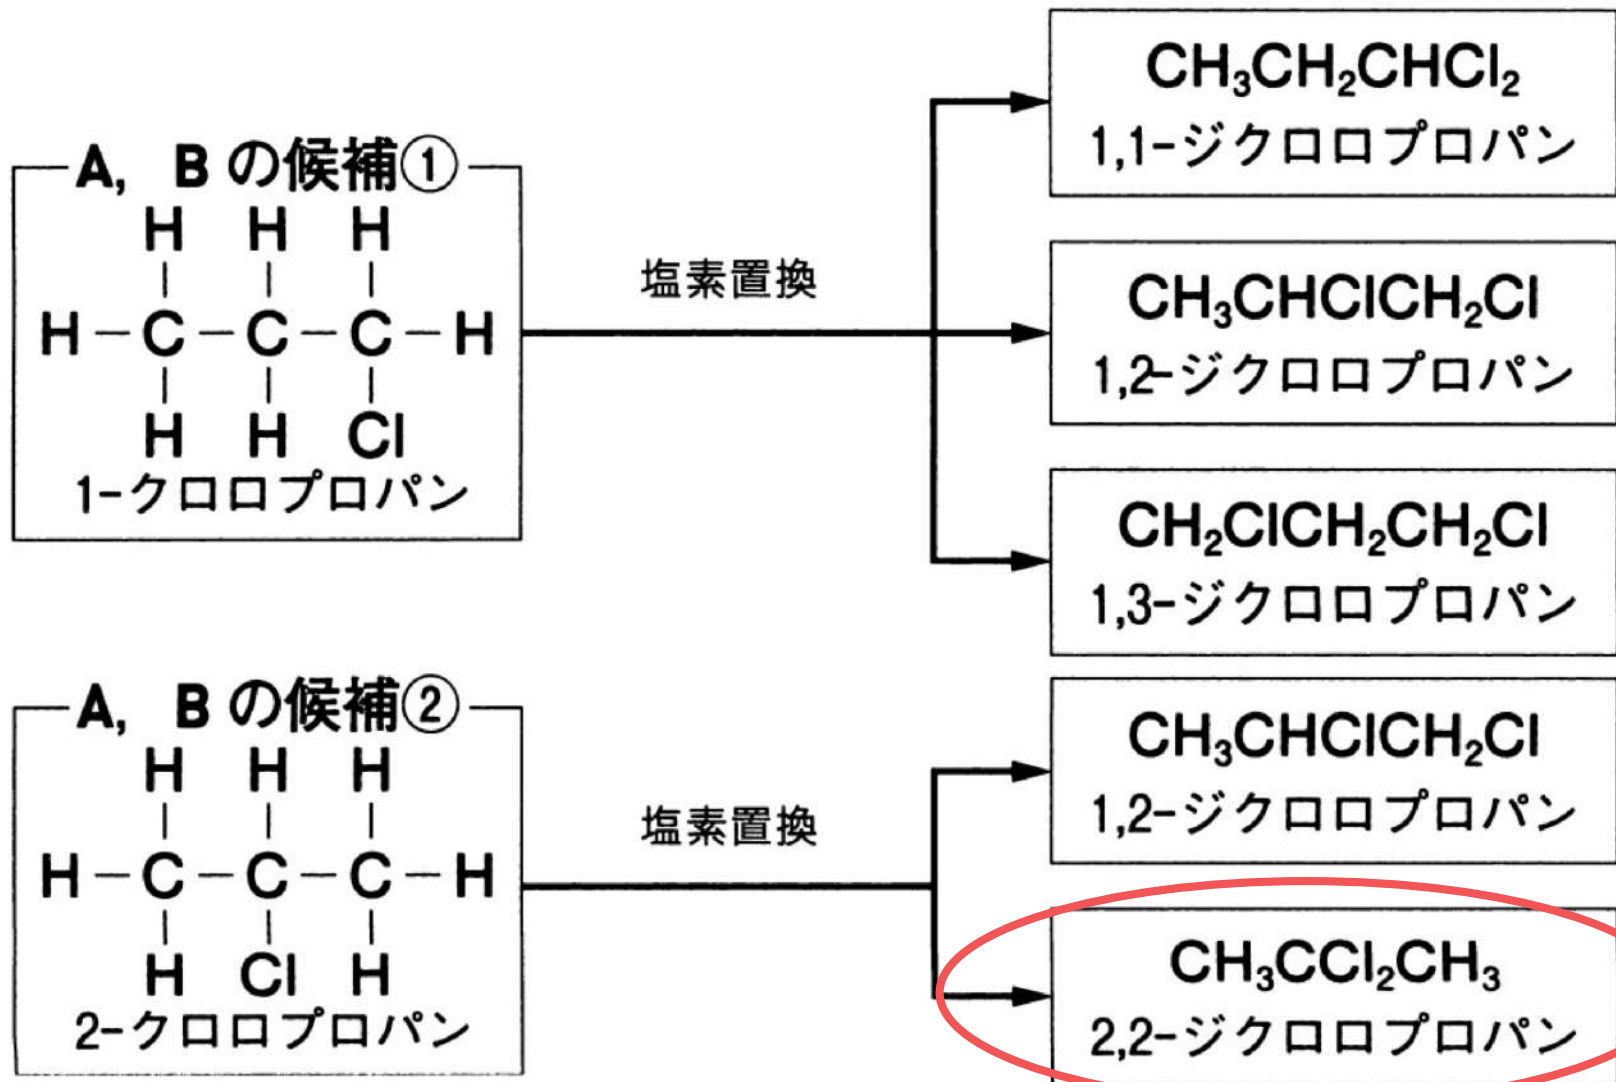 A, B の候補①
H H H
H-C-C-C-H
H H Cl
1-クロロプロパン
塩素置換
CH₃CH₂CHCl₂
1,1-ジクロロプロパン
CH₃CHClCH₂Cl
1,2-ジクロロプロパン
CH₂ClCH₂CH₂Cl
1,3-ジクロロプロパン
A, B の候補②
H H H
H-C-C-C-H
H Cl H
2-クロロプロパン
塩素置換
CH₃CHClCH₂Cl
1,2-ジクロロプロパン
CH₃CCl₂CH₃
2,2-ジクロロプロパン